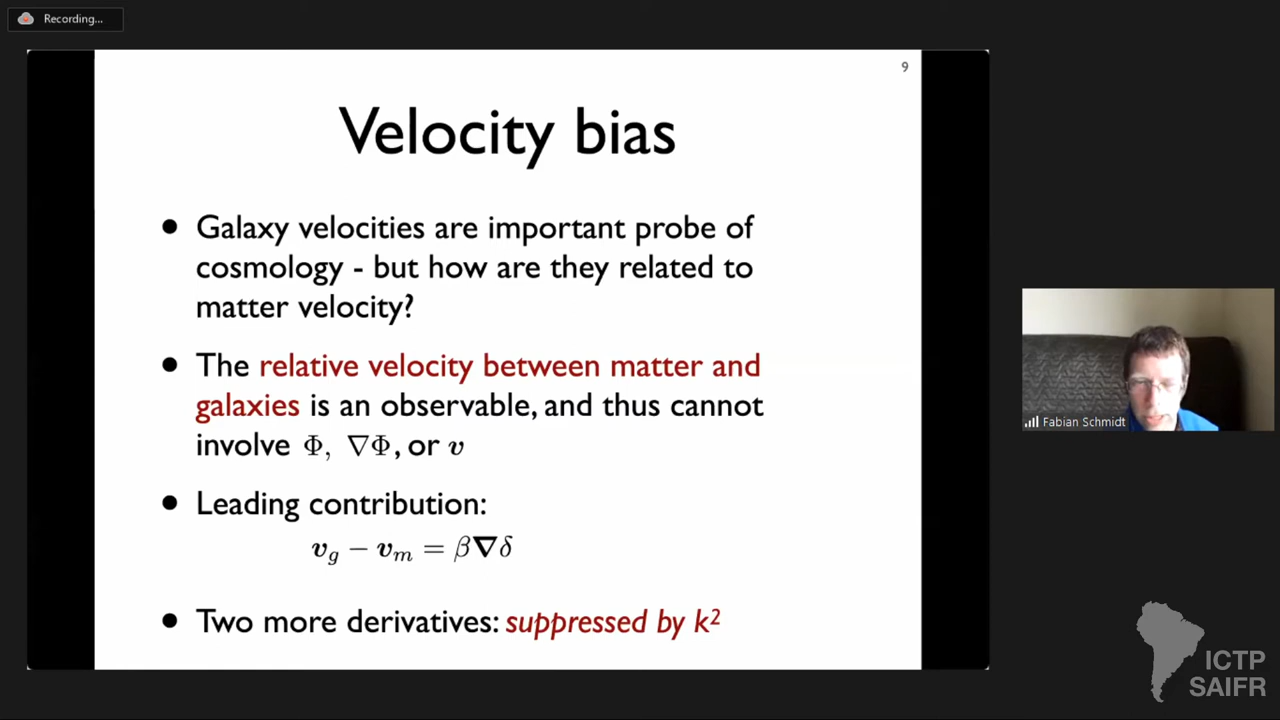 Recording...
9
Velocity bias
• Galaxy velocities are important probe of
cosmology - but how are they related to
matter velocity?
• The relative velocity between matter and
galaxies is an observable, and thus cannot
involve Φ, ∇Φ, or v
• Leading contribution:
v_g − v_m = β∇δ
• Two more derivatives: suppressed by k²
Fabian Schmidt
ICTP
SAIFR